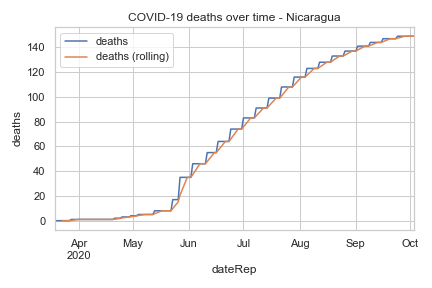 COVID-19 deaths over time - Nicaragua
deaths
deaths (rolling)
140
120
100
80
60
40
20
0
deaths
Apr
2020
May
Jun
Jul
Aug
Sep
Oct
dateRep